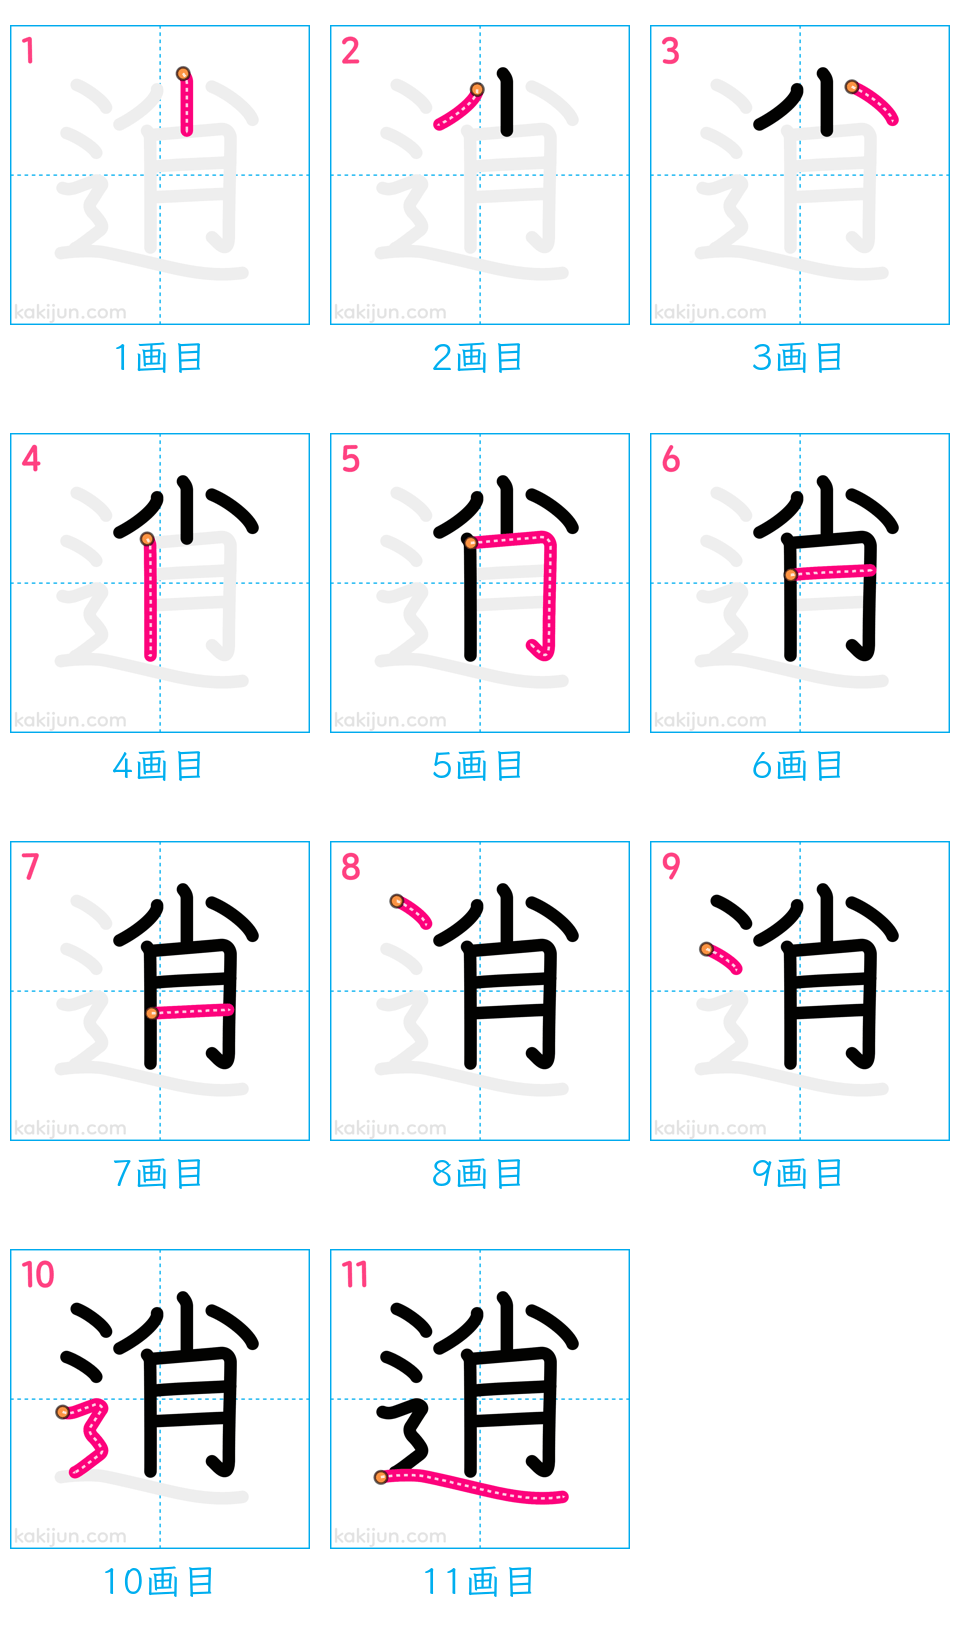 1 2 3
kakijun.com kakijun.com kakijun.com
1画目 2画目 3画目
4 5 6
kakijun.com kakijun.com kakijun.com
4画目 5画目 6画目
7 8 9
kakijun.com kakijun.com kakijun.com
7画目 8画目 9画目
10 11
逍 逍
kakijun.com kakijun.com
10画目 11画目